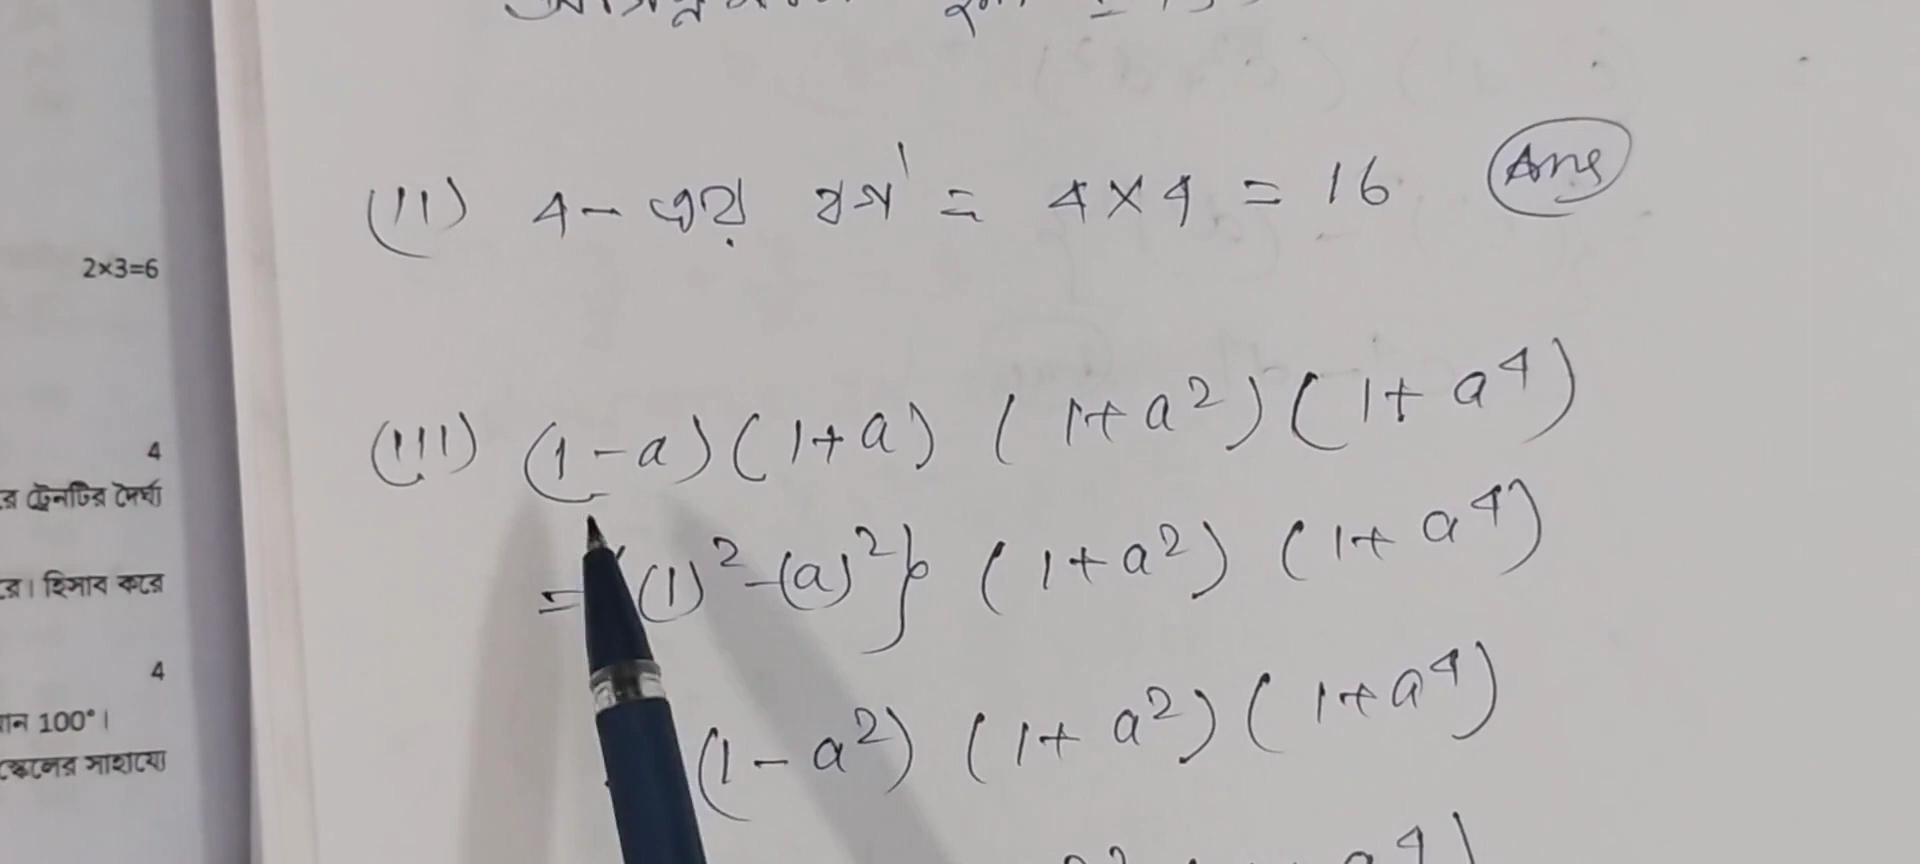 2×3=6
4
ট্রেনটির দৈর্ঘ্য
হিসাব করে
4
100°।
স্কেলের সাহায্যে
(II) 4-এর বর্গ = 4×4 = 16 Ans
(III) (1-a)(1+a) (1+a²)(1+a⁴)
= (1)²-(a)²} (1+a²) (1+a⁴)
(1-a²) (1+a²)(1+a⁴)